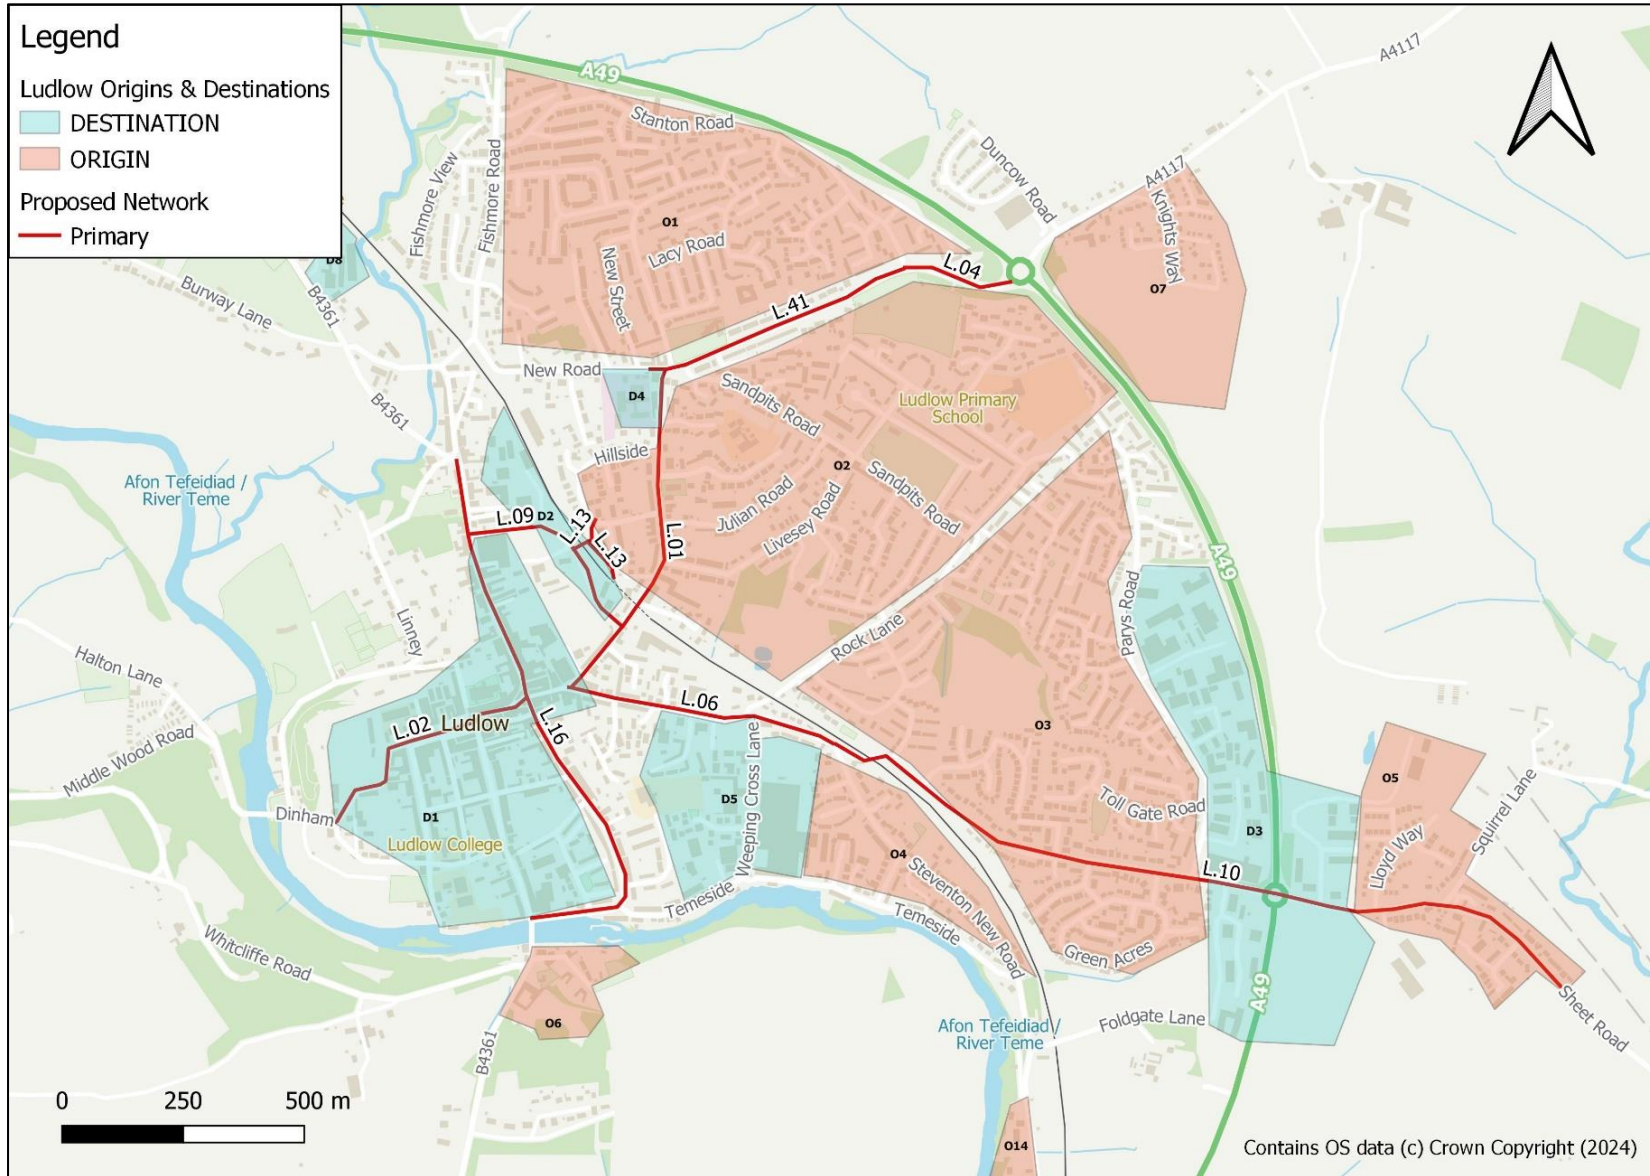 Legend
Ludlow Origins & Destinations
DESTINATION
ORIGIN
Proposed Network
Primary
A49
A4117
Stanton Road
Duncow Road
A4117
Knights Way
Fishmore View
Fishmore Road
O1
Lacy Road
New Street
L.04
L.41
O7
D8
Burway Lane
B4361
New Road
D4
Sandpits Road
Ludlow Primary
School
B4361
Hillside
O2
Sandpits Road
Julian Road
Livesey Road
Afon Tefeidiad /
River Teme
L.09
D2
L.13
L.13
L.01
A49
Parys Road
Linney
Rock Lane
Halton Lane
Middle Wood Road
L.02
Ludlow
L.16
L.06
O3
Weeping Cross Lane
D5
Toll Gate Road
O5
Squirrel Lane
Lloyd Way
D3
Dinham
D1
Ludlow College
O4
Steventon New Road
L.10
Temeside
Temeside
Green Acres
Whitcliffe Road
A49
Sheet Road
O6
B4361
Afon Tefeidiad /
River Teme
Foldgate Lane
O14
0 250 500 m
Contains OS data (c) Crown Copyright (2024)